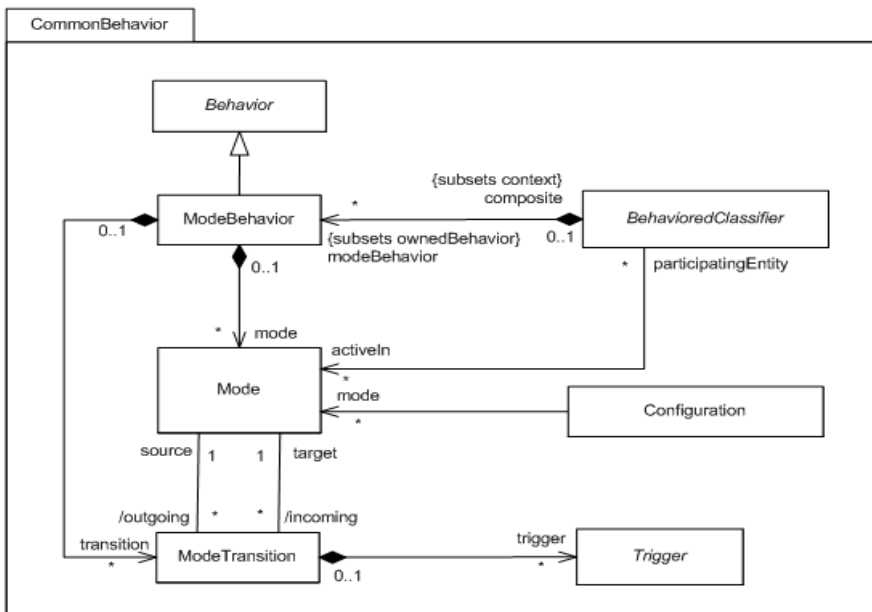 CommonBehavior
Behavior
{subsets context}
composite
*
ModeBehavior
BehavioredClassifier
0..1
{subsets ownedBehavior}
0..1
modeBehavior
0..1
*
participatingEntity
*
mode
activeIn
*
Mode
mode
*
Configuration
source
1
1
target
/outgoing
*
*
/incoming
transition
*
ModeTransition
trigger
0..1
*
Trigger